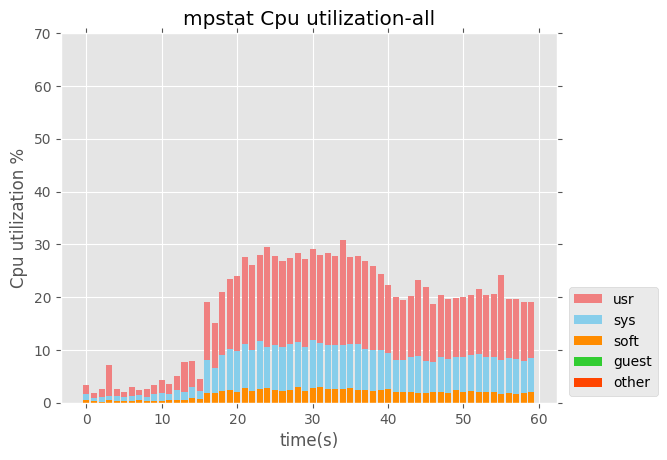 mpstat Cpu utilization-all
70
60
50
40
30
20
10
0
Cpu utilization %
0 10 20 30 40 50 60
time(s)
usr
sys
soft
guest
other